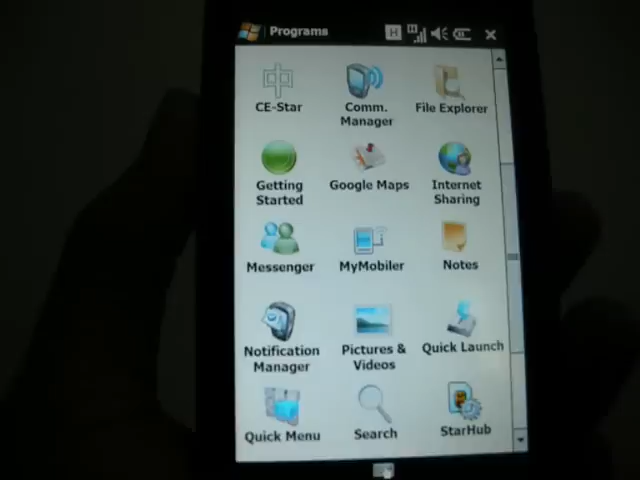 Programs
H
CE-Star
Comm.
Manager
File Explorer
Getting
Started
Google Maps
Internet
Sharing
Messenger
MyMobiler
Notes
Notification
Manager
Pictures &
Videos
Quick Launch
Quick Menu
Search
StarHub